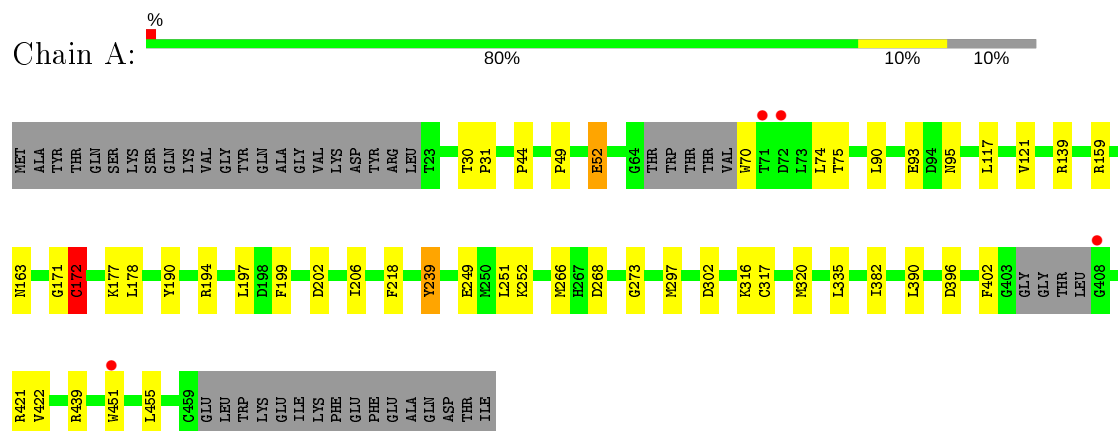 %
Chain A:
80% 10% 10%
MET ALA TYR THR GLN SER LYS SER GLN LYS VAL GLY TYR GLN ALA GLY VAL LYS ASP TYR ARG LEU T23 T30 P31 P44 P49 E52 G64 THR TRP THR THR VAL W70 T71 D72 L73 L74 T75 L90 E93 D94 N95 L117 V121 R139 R159
N163 G171 C172 K177 L178 Y190 R194 L197 D198 F199 D202 I206 F218 Y239 E249 M250 L251 K252 M266 H267 D268 G273 M297 D302 K316 C317 M320 L335 I382 L390 D396 F402 G403 GLY GLY THR LEU G408
R421 V422 R439 W451 L455 C459 GLU LEU TRP LYS GLU ILE LYS PHE GLU PHE GLU ALA GLN ASP THR ILE